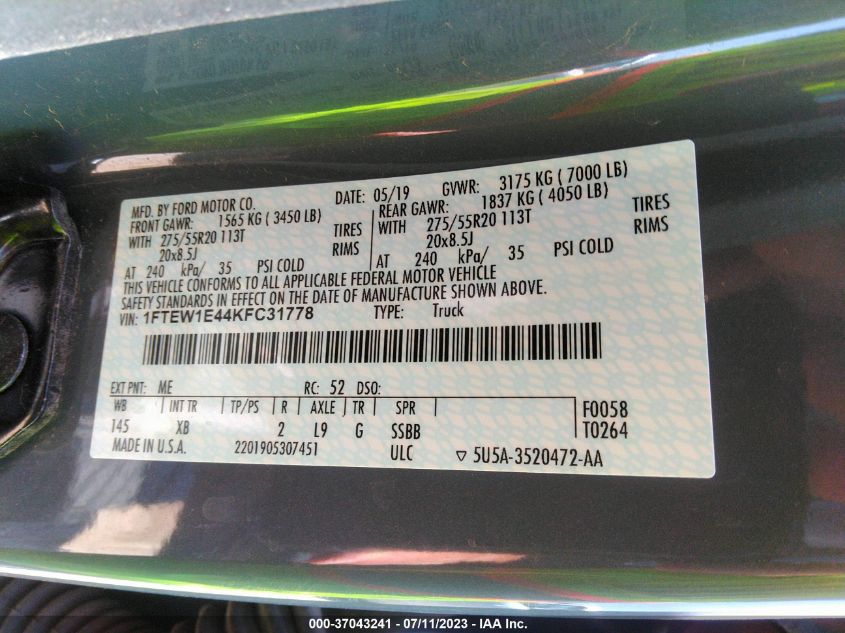 MFD. BY FORD MOTOR CO. DATE: 05/19 GVWR: 3175 KG ( 7000 LB)
FRONT GAWR: 1565 KG ( 3450 LB) REAR GAWR: 1837 KG ( 4050 LB)
WITH 275/55R20 113T TIRES WITH 275/55R20 113T TIRES
20x8.5J RIMS 20x8.5J RIMS
AT 240 kPa/ 35 PSI COLD AT 240 kPa/ 35 PSI COLD
THIS VEHICLE CONFORMS TO ALL APPLICABLE FEDERAL MOTOR VEHICLE
SAFETY STANDARDS IN EFFECT ON THE DATE OF MANUFACTURE SHOWN ABOVE.
VIN: 1FTEW1E44KFC31778 TYPE: Truck
EXT PNT: ME RC: 52 DSO:
WB INT TR TP/PS R AXLE TR SPR F0058
145 XB 2 L9 G SSBB T0264
MADE IN U.S.A. 2201905307451 ULC ▽ 5U5A-3520472-AA
000-37043241 - 07/11/2023 - IAA Inc.